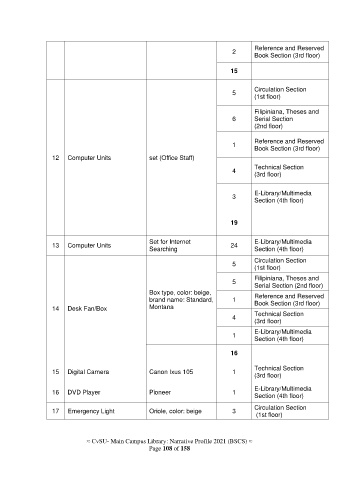 2 Reference and Reserved
Book Section (3rd floor)
15
12 Computer Units set (Office Staff)
5 Circulation Section
(1st floor)
6 Filipiniana, Theses and
Serial Section
(2nd floor)
1 Reference and Reserved
Book Section (3rd floor)
4 Technical Section
(3rd floor)
3 E-Library/Multimedia
Section (4th floor)
19
13 Computer Units Set for Internet
Searching 24 E-Library/Multimedia
Section (4th floor)
14 Desk Fan/Box Box type, color: beige,
brand name: Standard,
Montana
5 Circulation Section
(1st floor)
5 Filipiniana, Theses and
Serial Section (2nd floor)
1 Reference and Reserved
Book Section (3rd floor)
4 Technical Section
(3rd floor)
1 E-Library/Multimedia
Section (4th floor)
16
15 Digital Camera Canon Ixus 105 1 Technical Section
(3rd floor)
16 DVD Player Pioneer 1 E-Library/Multimedia
Section (4th floor)
17 Emergency Light Oriole, color: beige 3 Circulation Section
(1st floor)
≈ CvSU- Main Campus Library: Narrative Profile 2021 (BSCS) ≈
Page 108 of 158